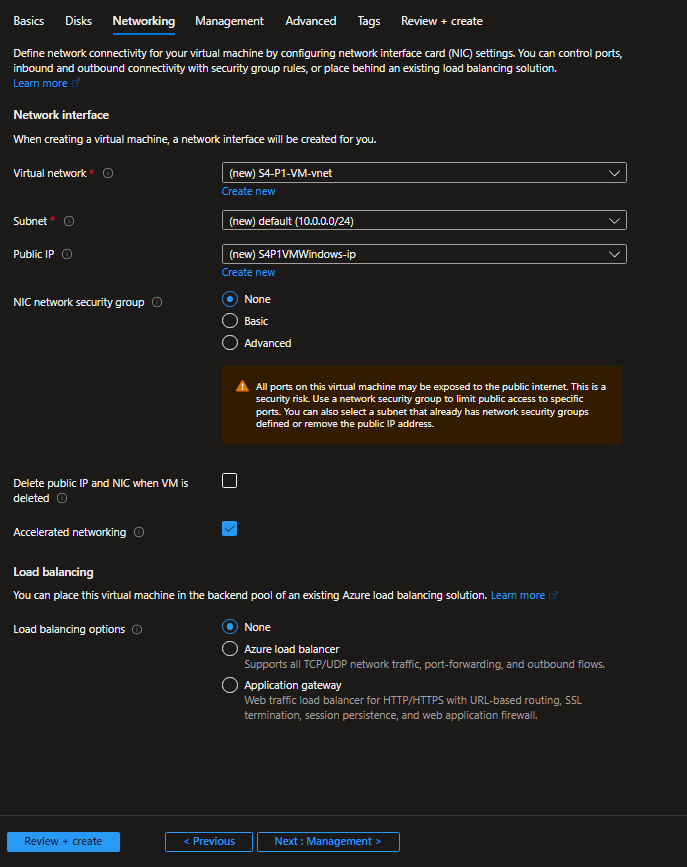 Basics Disks Networking Management Advanced Tags Review + create
Define network connectivity for your virtual machine by configuring network interface card (NIC) settings. You can control ports,
inbound and outbound connectivity with security group rules, or place behind an existing load balancing solution.
Learn more
Network interface
When creating a virtual machine, a network interface will be created for you.
Virtual network * (new) S4-P1-VM-vnet
Create new
Subnet * (new) default (10.0.0.0/24)
Public IP (new) S4P1VMWindows-ip
Create new
NIC network security group None
Basic
Advanced
All ports on this virtual machine may be exposed to the public internet. This is a
security risk. Use a network security group to limit public access to specific
ports. You can also select a subnet that already has network security groups
defined or remove the public IP address.
Delete public IP and NIC when VM is
deleted
Accelerated networking
Load balancing
You can place this virtual machine in the backend pool of an existing Azure load balancing solution. Learn more
Load balancing options None
Azure load balancer
Supports all TCP/UDP network traffic, port-forwarding, and outbound flows.
Application gateway
Web traffic load balancer for HTTP/HTTPS with URL-based routing, SSL
termination, session persistence, and web application firewall.
Review + create < Previous Next : Management >